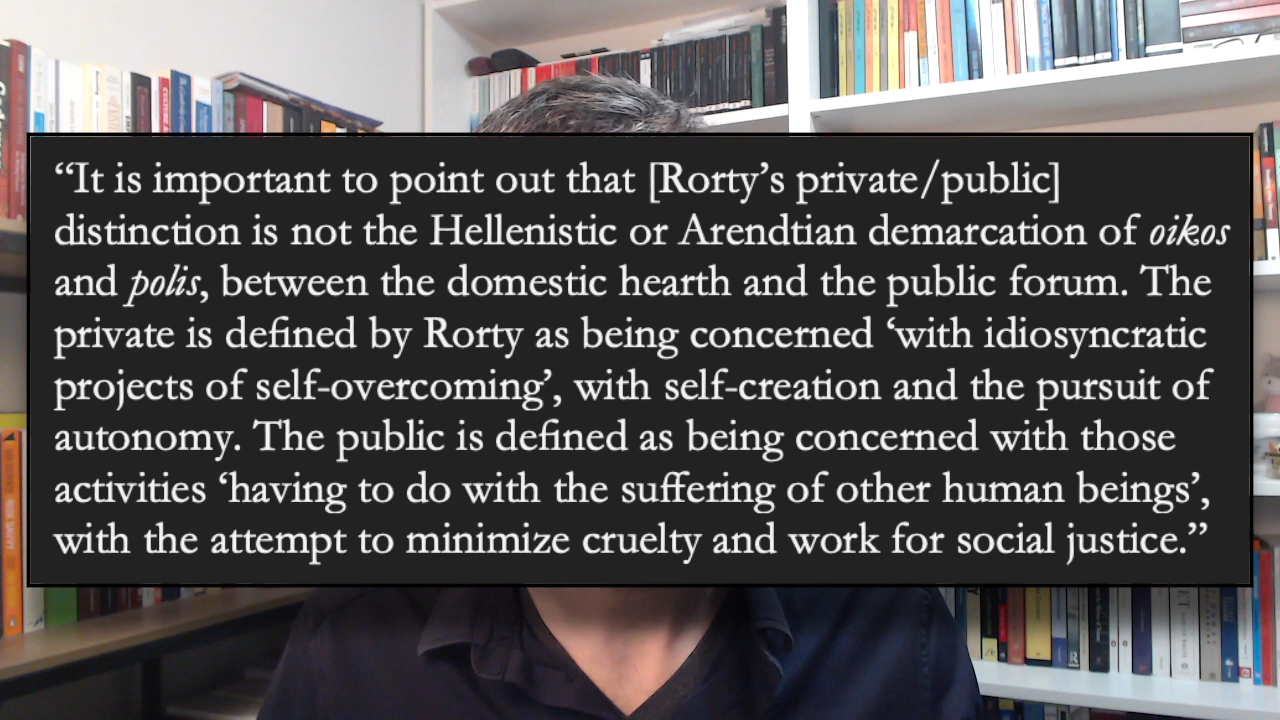 “It is important to point out that [Rorty’s private/public]
distinction is not the Hellenistic or Arendtian demarcation of oikos
and polis, between the domestic hearth and the public forum. The
private is defined by Rorty as being concerned ‘with idiosyncratic
projects of self-overcoming’, with self-creation and the pursuit of
autonomy. The public is defined as being concerned with those
activities ‘having to do with the suffering of other human beings’,
with the attempt to minimize cruelty and work for social justice.”